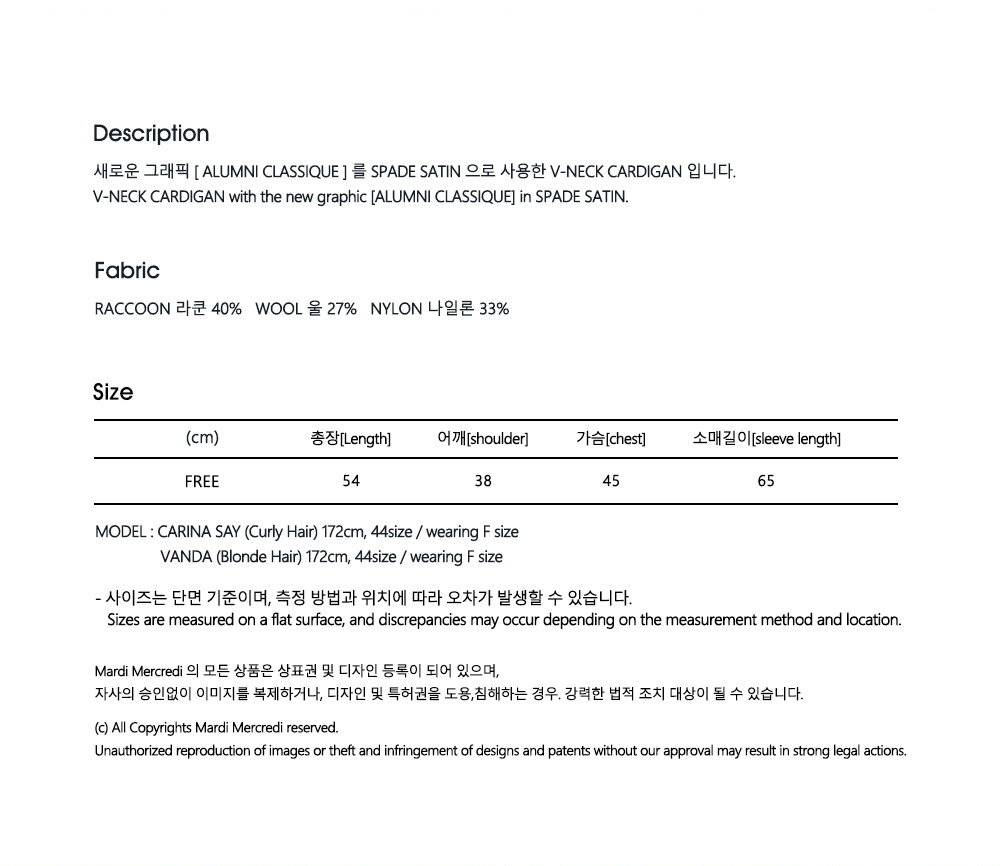 Description
새로운 그래픽 [ ALUMNI CLASSIQUE ] 를 SPADE SATIN 으로 사용한 V-NECK CARDIGAN 입니다.
V-NECK CARDIGAN with the new graphic [ALUMNI CLASSIQUE] in SPADE SATIN.
Fabric
RACCOON 라쿤 40% WOOL 울 27% NYLON 나일론 33%
Size
(cm) 총장[Length] 어깨[shoulder] 가슴[chest] 소매길이[sleeve length]
FREE 54 38 45 65
MODEL : CARINA SAY (Curly Hair) 172cm, 44size / wearing F size
VANDA (Blonde Hair) 172cm, 44size / wearing F size
- 사이즈는 단면 기준이며, 측정 방법과 위치에 따라 오차가 발생할 수 있습니다.
Sizes are measured on a flat surface, and discrepancies may occur depending on the measurement method and location.
Mardi Mercredi 의 모든 상품은 상표권 및 디자인 등록이 되어 있으며,
자사의 승인없이 이미지를 복제하거나, 디자인 및 특허권을 도용,침해하는 경우. 강력한 법적 조치 대상이 될 수 있습니다.
(c) All Copyrights Mardi Mercredi reserved.
Unauthorized reproduction of images or theft and infringement of designs and patents without our approval may result in strong legal actions.